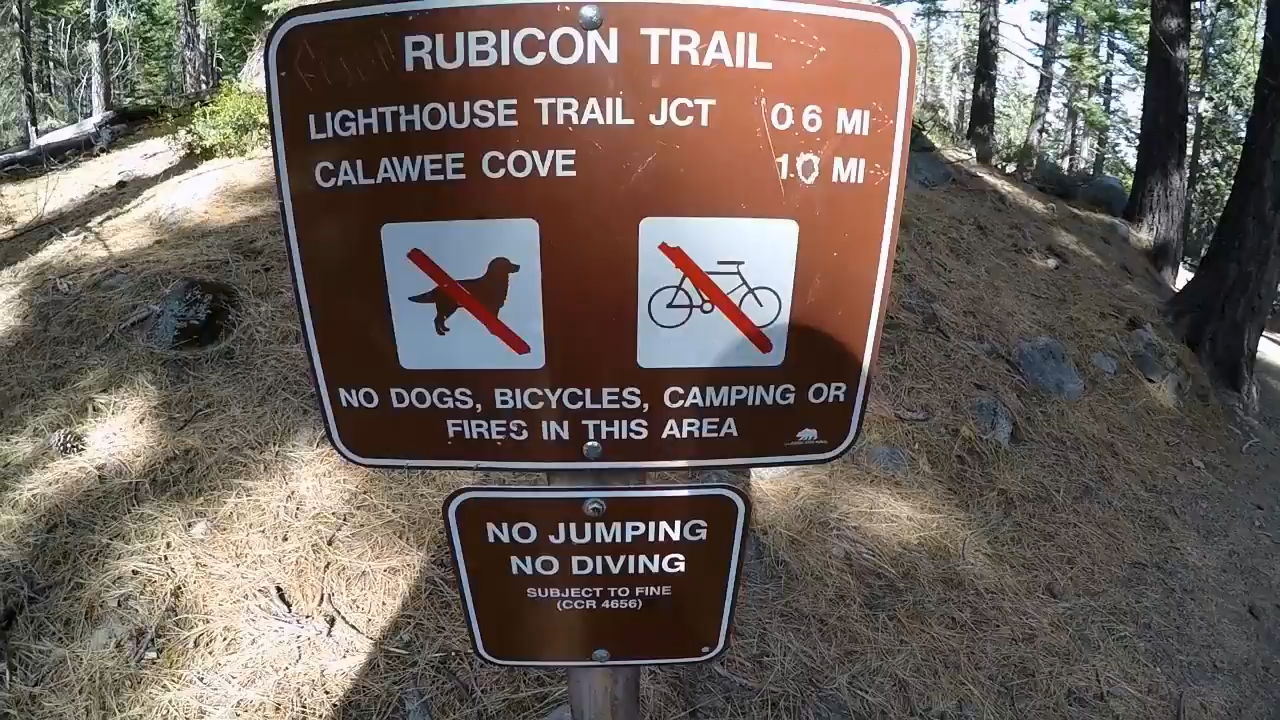 RUBICON TRAIL
LIGHTHOUSE TRAIL JCT 0 6 MI
CALAWEE COVE 1 0 MI
NO DOGS, BICYCLES, CAMPING OR
FIRES IN THIS AREA
NO JUMPING
NO DIVING
SUBJECT TO FINE
(CCR 4656)